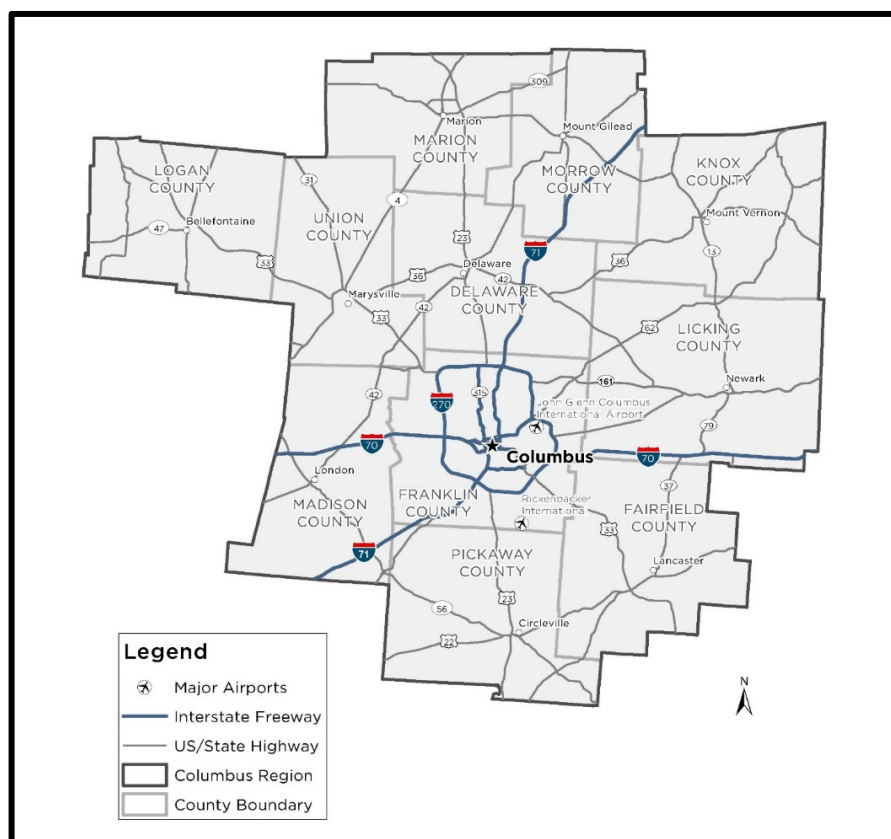 309
Marion
MARION
COUNTY
Mount Gilead
MORROW
COUNTY
KNOX
COUNTY
LOGAN
COUNTY
31
UNION
COUNTY
4
Mount Vernon
47
Bellefontaine
33
23
13
71
36
Delaware
42
36
DELAWARE
COUNTY
Marysville
42
33
62
LICKING
COUNTY
42
270
315
161
Newark
John Glenn Columbus
International Airport
79
70
Columbus
70
London
MADISON
COUNTY
FRANKLIN
COUNTY
Rickenbacker
International
37
FAIRFIELD
COUNTY
33
71
PICKAWAY
COUNTY
Lancaster
56
23
Circleville
22
N
Legend
Major Airports
Interstate Freeway
US/State Highway
Columbus Region
County Boundary